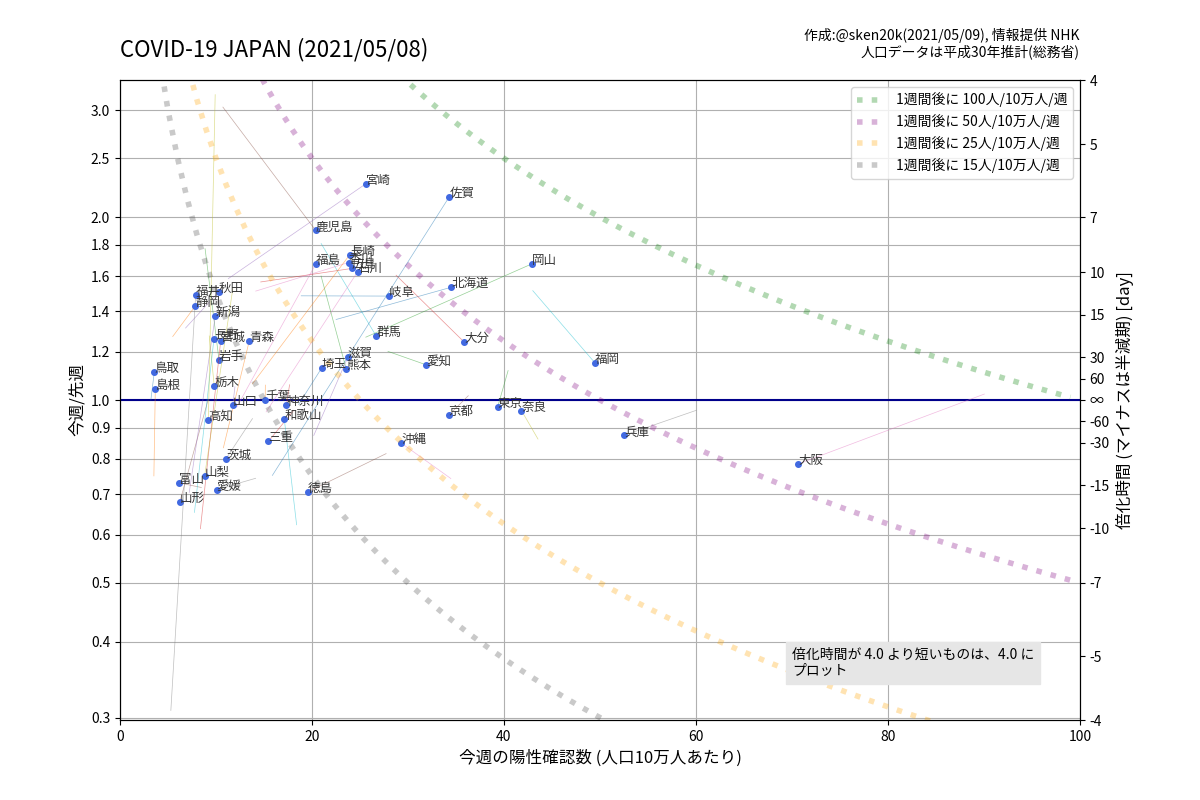 COVID-19 JAPAN (2021/05/08)
作成:@sken20k(2021/05/09), 情報提供 NHK
人口データは平成30年推計(総務省)
1週間後に 100人/10万人/週
1週間後に 50人/10万人/週
1週間後に 25人/10万人/週
1週間後に 15人/10万人/週
今週/先週
3.0
2.5
2.0
1.8
1.6
1.4
1.2
1.0
0.9
0.8
0.7
0.6
0.5
0.4
0.3
宮崎
佐賀
鹿児島
長崎
福島
石川
岡山
北海道
岐阜
福井
秋田
静岡
新潟
群馬
大分
長野
宮城
青森
岩手
滋賀
福岡
愛知
埼玉
熊本
鳥取
島根
栃木
千葉
神奈川
山口
東京
奈良
京都
高知
和歌山
兵庫
三重
沖縄
茨城
大阪
山梨
富山
愛媛
徳島
山形
倍化時間が 4.0 より短いものは、4.0 に
プロット
4
5
7
10
15
30
60
∞
-60
-30
-15
-10
-7
-5
-4
倍化時間 (マイナスは半減期) [day]
0
20
40
60
80
100
今週の陽性確認数 (人口10万人あたり)